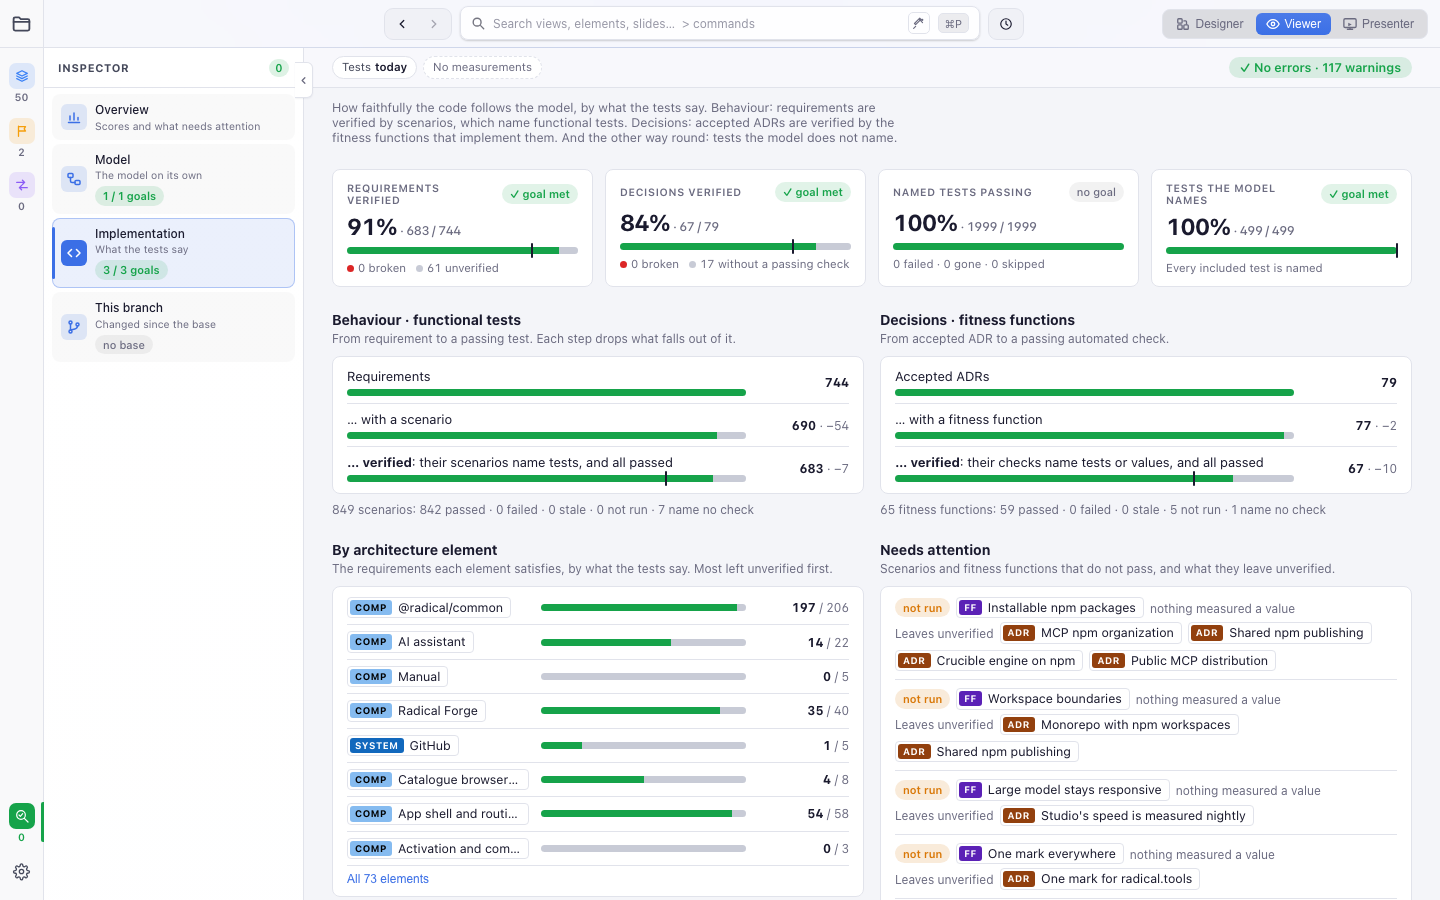 Search views, elements, slides... > commands
⌘P
Designer
Viewer
Presenter
INSPECTOR
0
50
2
0
0
Overview
Scores and what needs attention
Model
The model on its own
1 / 1 goals
Implementation
What the tests say
3 / 3 goals
This branch
Changed since the base
no base
Tests today
No measurements
✓ No errors · 117 warnings
How faithfully the code follows the model, by what the tests say. Behaviour: requirements are
verified by scenarios, which name functional tests. Decisions: accepted ADRs are verified by the
fitness functions that implement them. And the other way round: tests the model does not name.
REQUIREMENTS
VERIFIED
✓ goal met
91% · 683 / 744
0 broken
61 unverified
DECISIONS VERIFIED
✓ goal met
84% · 67 / 79
0 broken
17 without a passing check
NAMED TESTS PASSING
no goal
100% · 1999 / 1999
0 failed · 0 gone · 0 skipped
TESTS THE MODEL
NAMES
✓ goal met
100% · 499 / 499
Every included test is named
Behaviour · functional tests
From requirement to a passing test. Each step drops what falls out of it.
Requirements
744
... with a scenario
690 · −54
... verified: their scenarios name tests, and all passed
683 · −7
849 scenarios: 842 passed · 0 failed · 0 stale · 0 not run · 7 name no check
Decisions · fitness functions
From accepted ADR to a passing automated check.
Accepted ADRs
79
... with a fitness function
77 · −2
... verified: their checks name tests or values, and all passed
67 · −10
65 fitness functions: 59 passed · 0 failed · 0 stale · 5 not run · 1 name no check
By architecture element
The requirements each element satisfies, by what the tests say. Most left unverified first.
COMP @radical/common 197 / 206
COMP AI assistant 14 / 22
COMP Manual 0 / 5
COMP Radical Forge 35 / 40
SYSTEM GitHub 1 / 5
COMP Catalogue browser... 4 / 8
COMP App shell and routi... 54 / 58
COMP Activation and com... 0 / 3
All 73 elements
Needs attention
Scenarios and fitness functions that do not pass, and what they leave unverified.
not run FF Installable npm packages nothing measured a value
Leaves unverified ADR MCP npm organization ADR Shared npm publishing
ADR Crucible engine on npm ADR Public MCP distribution
not run FF Workspace boundaries nothing measured a value
Leaves unverified ADR Monorepo with npm workspaces
ADR Shared npm publishing
not run FF Large model stays responsive nothing measured a value
Leaves unverified ADR Studio's speed is measured nightly
not run FF One mark everywhere nothing measured a value
Leaves unverified ADR One mark for radical.tools